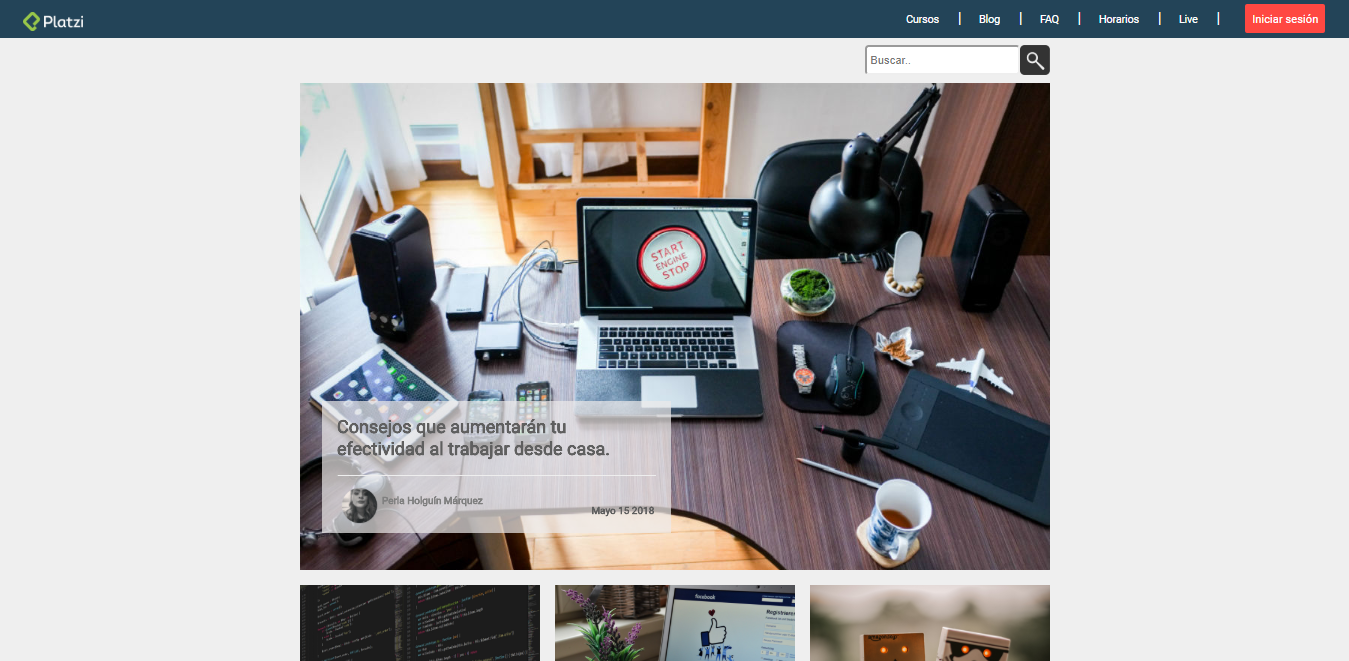 Platzi
Cursos | Blog | FAQ | Horarios | Live |
Iniciar sesión
Buscar..
START
ENGINE
STOP
Consejos que aumentarán tu
efectividad al trabajar desde casa.
Perla Holguín Márquez
Mayo 15 2018
facebook